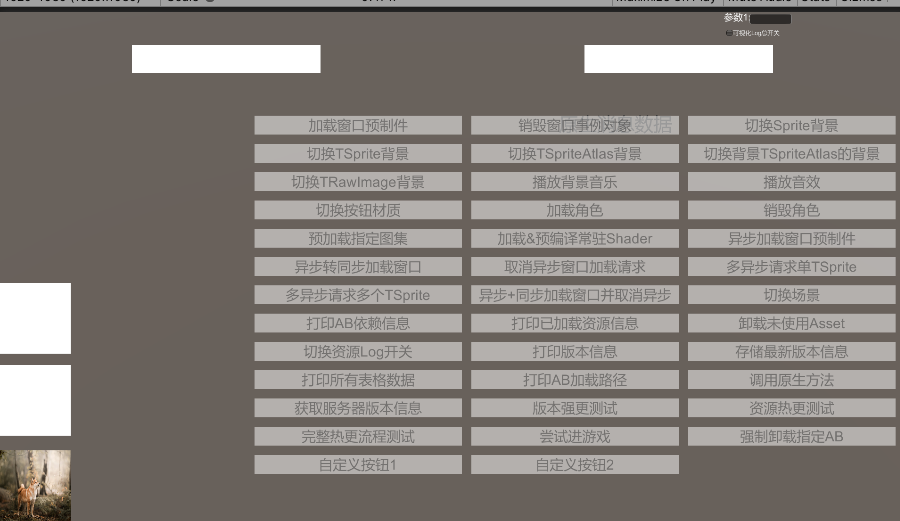 参数1:
可视化Log总开关
加载窗口预制件
销毁窗口事例对象
切换Sprite背景
切换TSprite背景
切换TSpriteAtlas背景
切换背景TSpriteAtlas的背景
切换TRawImage背景
播放背景音乐
播放音效
切换按钮材质
加载角色
销毁角色
预加载指定图集
加载&预编译常驻Shader
异步加载窗口预制件
异步转同步加载窗口
取消异步窗口加载请求
多异步请求单TSprite
多异步请求多个TSprite
异步+同步加载窗口并取消异步
切换场景
打印AB依赖信息
打印已加载资源信息
卸载未使用Asset
切换资源Log开关
打印版本信息
存储最新版本信息
打印所有表格数据
打印AB加载路径
调用原生方法
获取服务器版本信息
版本强更测试
资源热更测试
完整热更流程测试
尝试进游戏
强制卸载指定AB
自定义按钮1
自定义按钮2